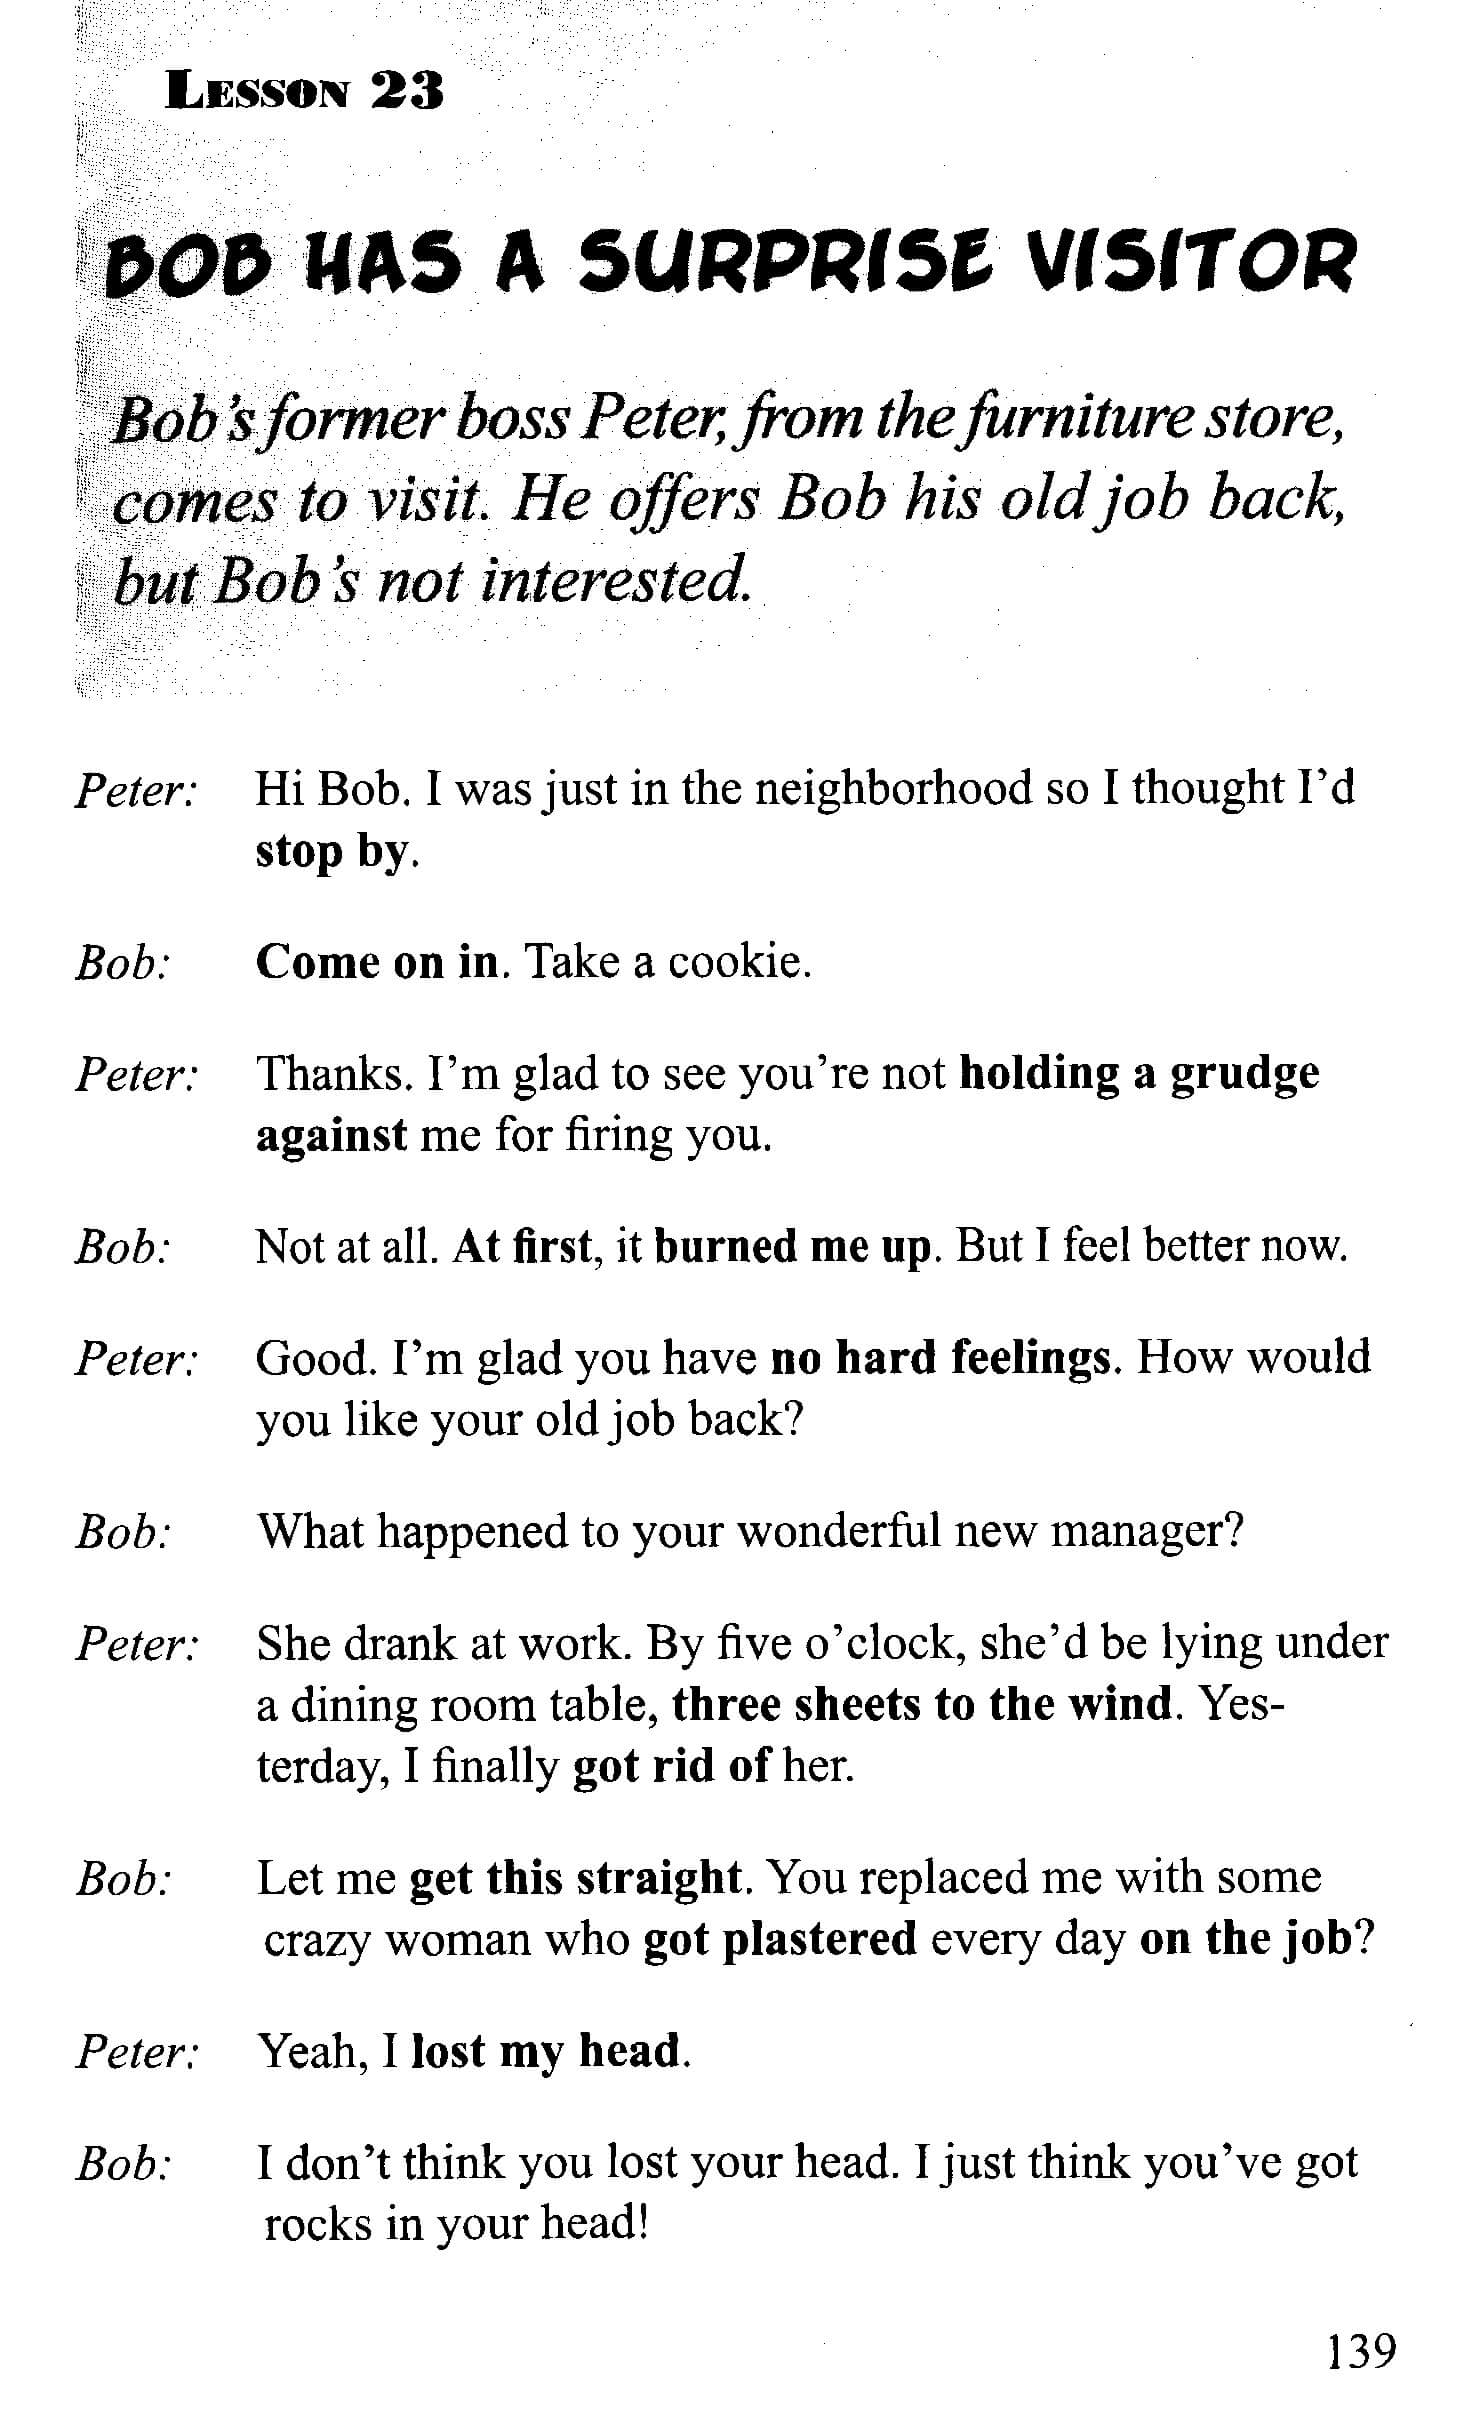 LESSON 23
BOB HAS A SURPRISE VISITOR
Bob's former boss Peter, from the furniture store,
comes to visit. He offers Bob his old job back,
but Bob's not interested.
Peter: Hi Bob. I was just in the neighborhood so I thought I'd
stop by.
Bob: Come on in. Take a cookie.
Peter: Thanks. I'm glad to see you're not holding a grudge
against me for firing you.
Bob: Not at all. At first, it burned me up. But I feel better now.
Peter: Good. I'm glad you have no hard feelings. How would
you like your old job back?
Bob: What happened to your wonderful new manager?
Peter: She drank at work. By five o'clock, she'd be lying under
a dining room table, three sheets to the wind. Yes-
terday, I finally got rid of her.
Bob: Let me get this straight. You replaced me with some
crazy woman who got plastered every day on the job?
Peter: Yeah, I lost my head.
Bob: I don't think you lost your head. I just think you've got
rocks in your head!
139